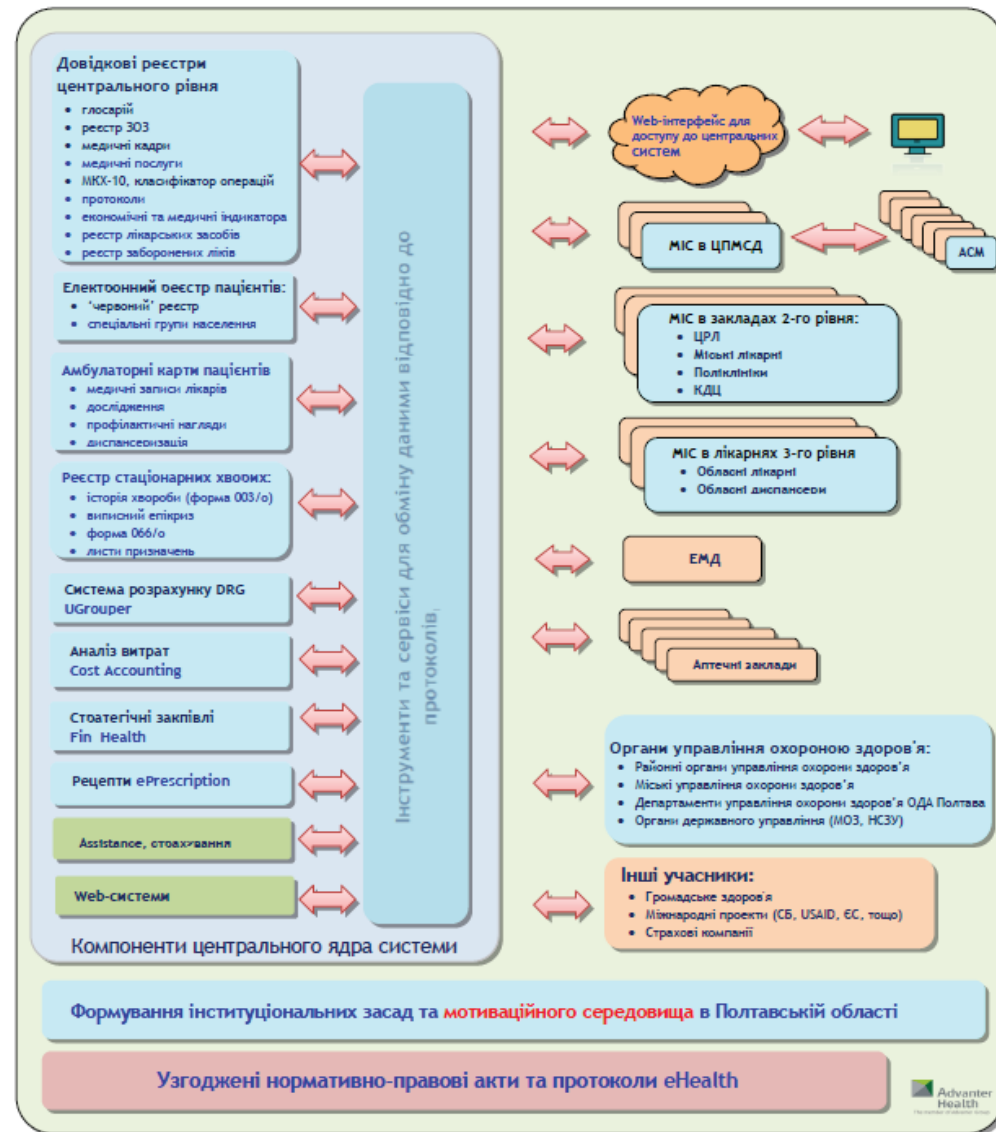 Довідкові реєстри
центрального рівня
• глосарій
• реєстр ЗОЗ
• медичні кадри
• медичні послуги
• МКХ-10, класифікатор операцій
• протоколи
• економічні та медичні індикатора
• реєстр лікарських засобів
• реєстр заборонених ліків
Електронний реєстр пацієнтів:
• 'червоний' реєстр
• спеціальні групи населення
Амбулаторні карти пацієнтів
• медичні записи лікарів
• дослідження
• профілактичні нагляди
• диспансеризація
Реєстр стаціонарних хворих:
• історія хвороби (форма 003/о)
• виписний епікриз
• форма 066/о
• листи призначень
Система розрахунку DRG
UGrouper
Аналіз витрат
Cost Accounting
Стратегічні закпівлі
Fin Health
Рецепти ePrescription
Assistance, страхування
Web-системи
Інструменти та сервіси для обміну даними відповідно до
протоколів,
Компоненти центрального ядра системи
Web-інтерфейс для
доступу до центральних
систем
МІС в ЦПМСД
АСМ
МІС в закладах 2-го рівня:
• ЦРЛ
• Міські лікарні
• Поліклініки
• КДЦ
МІС в лікарнях 3-го рівня
• Обласні лікарні
• Обласні диспансери
ЕМД
Аптечні заклади
Органи управління охороною здоров'я:
• Районні органи управління охорони здоров'я
• Міські управління охорони здоров'я
• Департаменти управління охорони здоров'я ОДА Полтава
• Органи державного управління (МОЗ, НСЗУ)
Інші учасники:
• Громадське здоров'я
• Міжнародні проекти (СБ, USAID, ЄС, тощо)
• Страхові компанії
Формування інституціональних засад та мотиваційного середовища в Полтавській області
Узгоджені нормативно-правові акти та протоколи eHealth
Advanter
Health